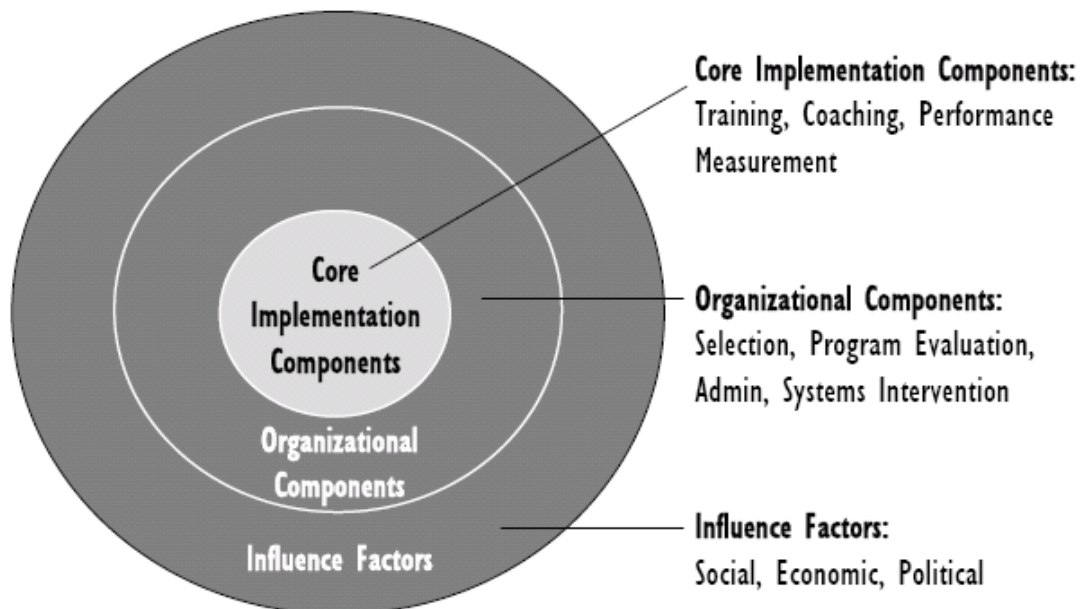 Core
Implementation
Components
Organizational
Components
Influence Factors
Core Implementation Components:
Training, Coaching, Performance
Measurement
Organizational Components:
Selection, Program Evaluation,
Admin, Systems Intervention
Influence Factors:
Social, Economic, Political